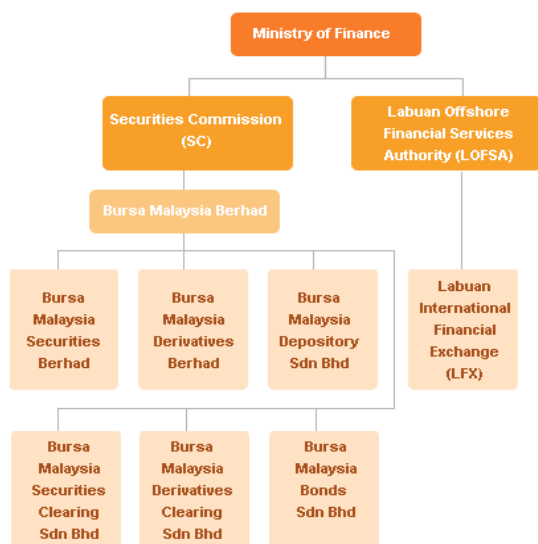 Ministry of Finance
Securities Commission
(SC)
Labuan Offshore
Financial Services
Authority (LOFSA)
Bursa Malaysia Berhad
Bursa
Malaysia
Securities
Berhad
Bursa
Malaysia
Derivatives
Berhad
Bursa
Malaysia
Depository
Sdn Bhd
Labuan
International
Financial
Exchange
(LFX)
Bursa
Malaysia
Securities
Clearing
Sdn Bhd
Bursa
Malaysia
Derivatives
Clearing
Sdn Bhd
Bursa
Malaysia
Bonds
Sdn Bhd